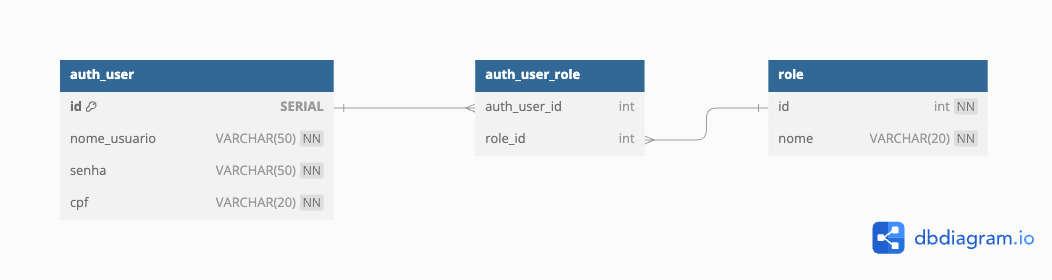 auth_user
id SERIAL
nome_usuario VARCHAR(50) NN
senha VARCHAR(50) NN
cpf VARCHAR(20) NN
auth_user_role
auth_user_id int
role_id int
role
id int NN
nome VARCHAR(20) NN
dbdiagram.io